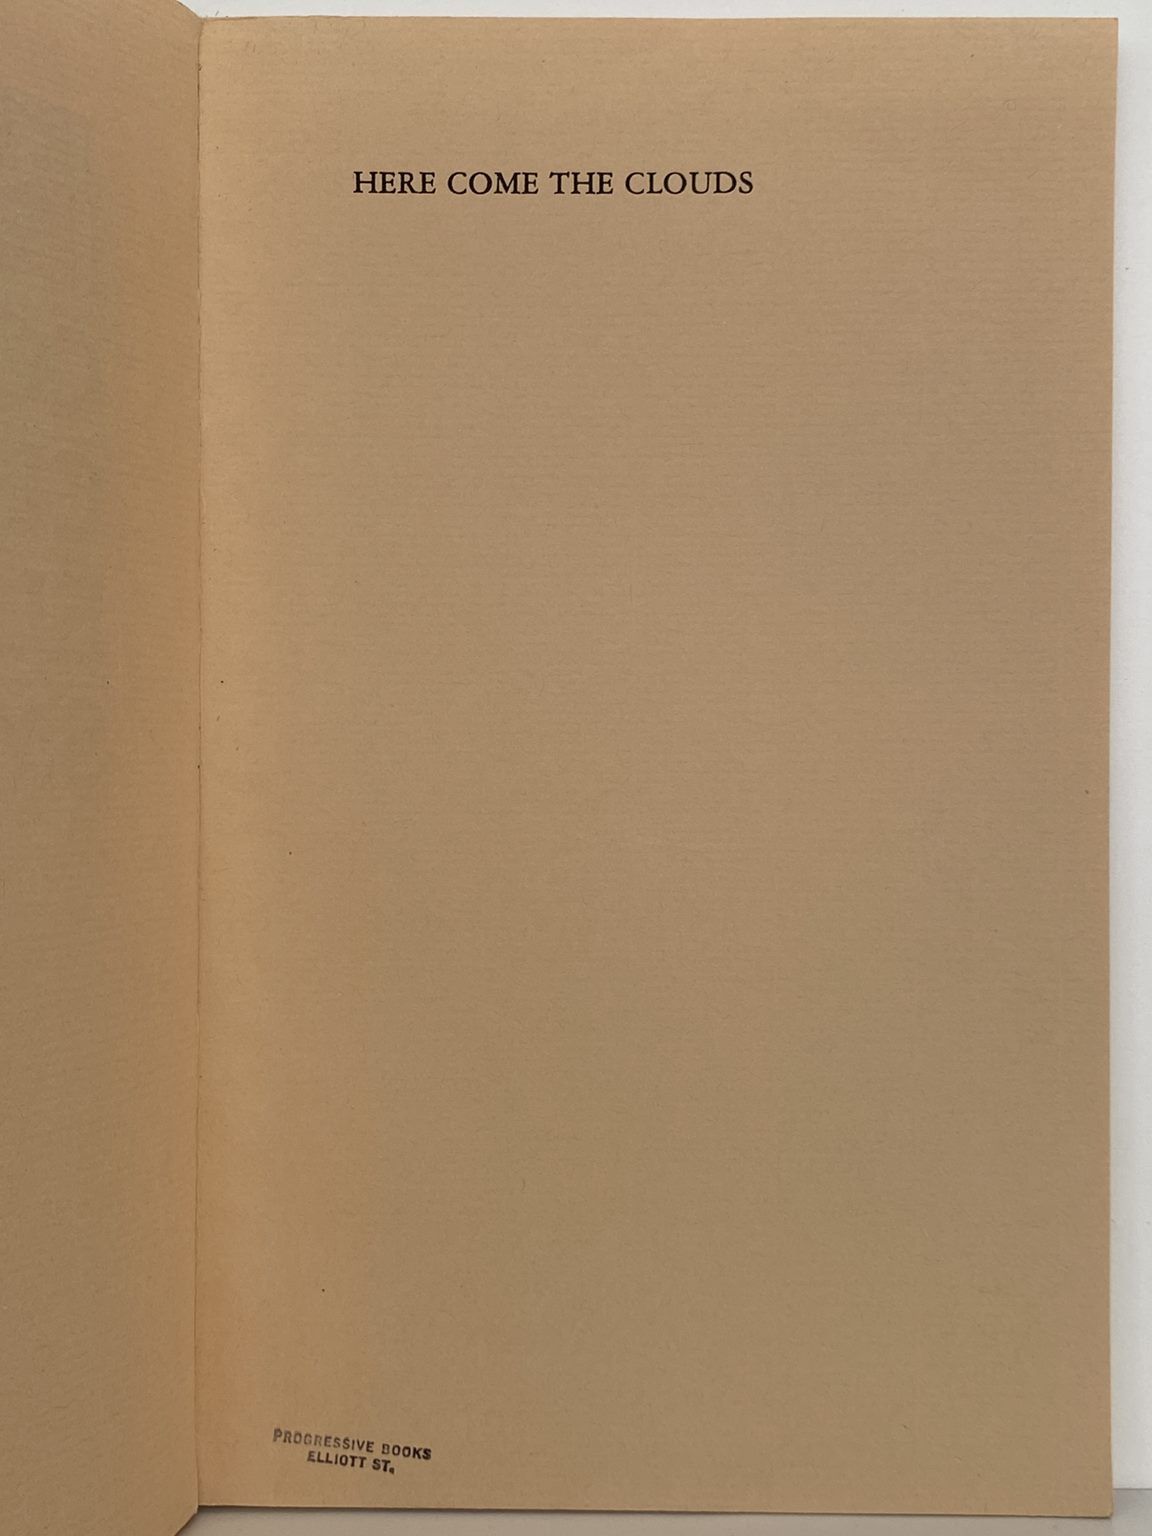 HERE COME THE CLOUDS
PROGRESSIVE BOOKS
ELLIOTT ST.